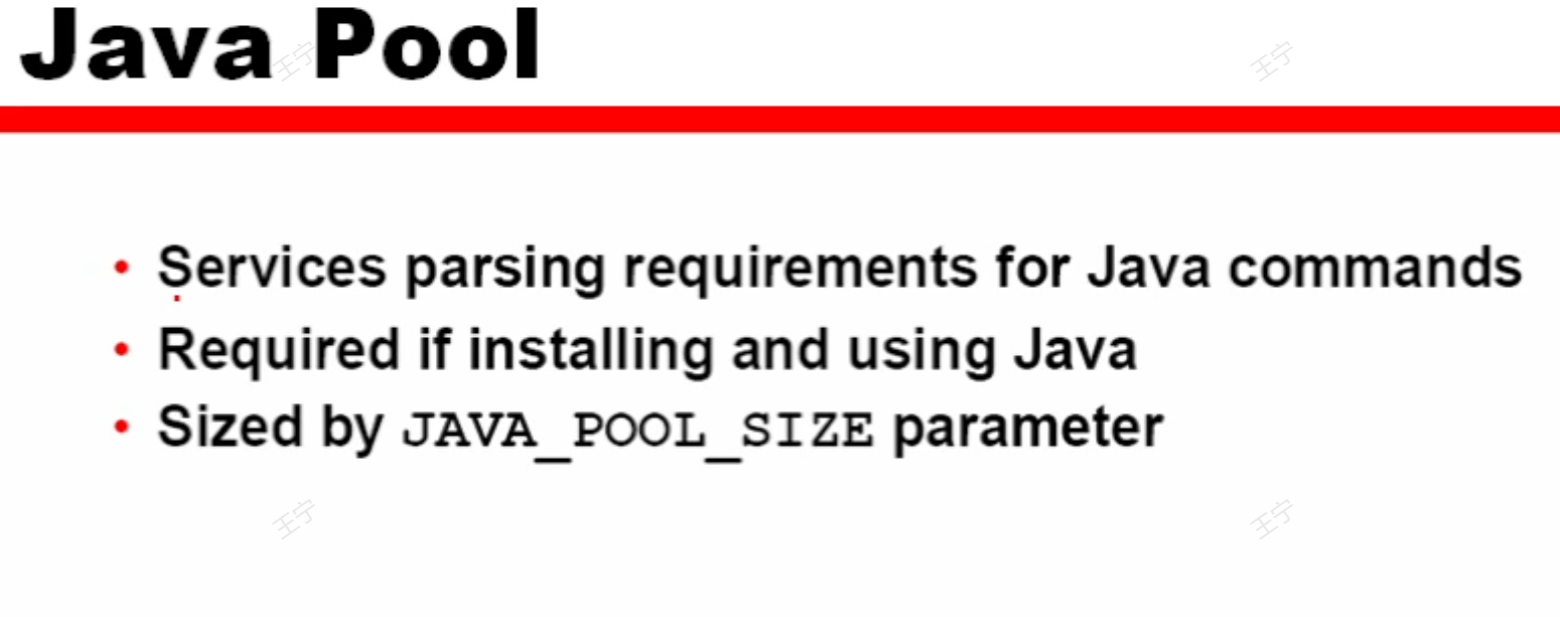 Java Pool
王宁 王宁
• Services parsing requirements for Java commands
• Required if installing and using Java
• Sized by JAVA_POOL_SIZE parameter
王宁 王宁